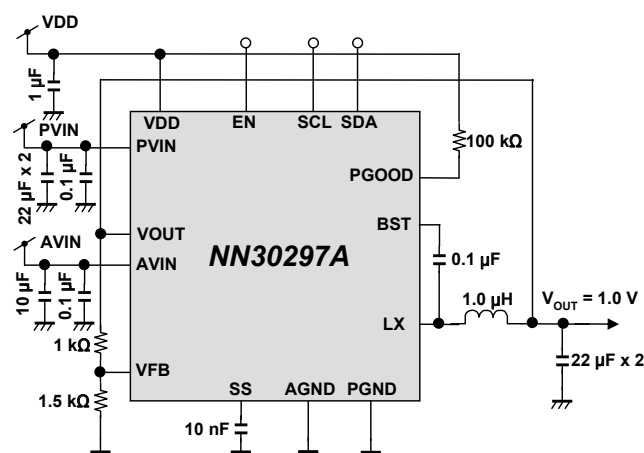 VDD
1 µF
VDD
EN
SCL
SDA
PVIN
PVIN
22 µF x 2
0.1 µF
100 kΩ
PGOOD
BST
VOUT
AVIN
AVIN
NN30297A
0.1 µF
10 µF
0.1 µF
1.0 µH
VOUT = 1.0 V
LX
1 kΩ
22 µF x 2
VFB
1.5 kΩ
SS
AGND
PGND
10 nF